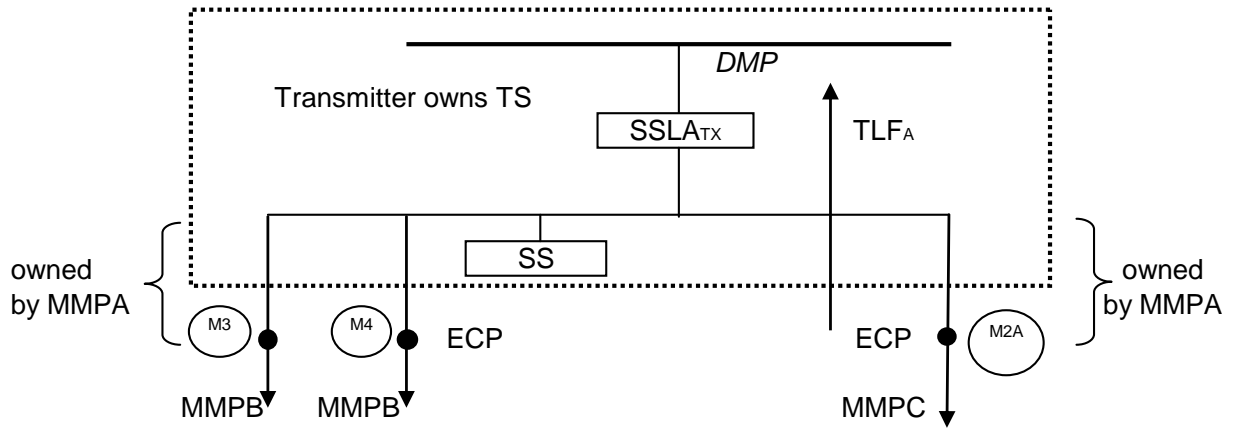 DMP
Transmitter owns TS
SSLATX
TLFA
SS
owned
by MMPA
owned
by MMPA
M3
M4
ECP
ECP
M2A
MMPB
MMPB
MMPC